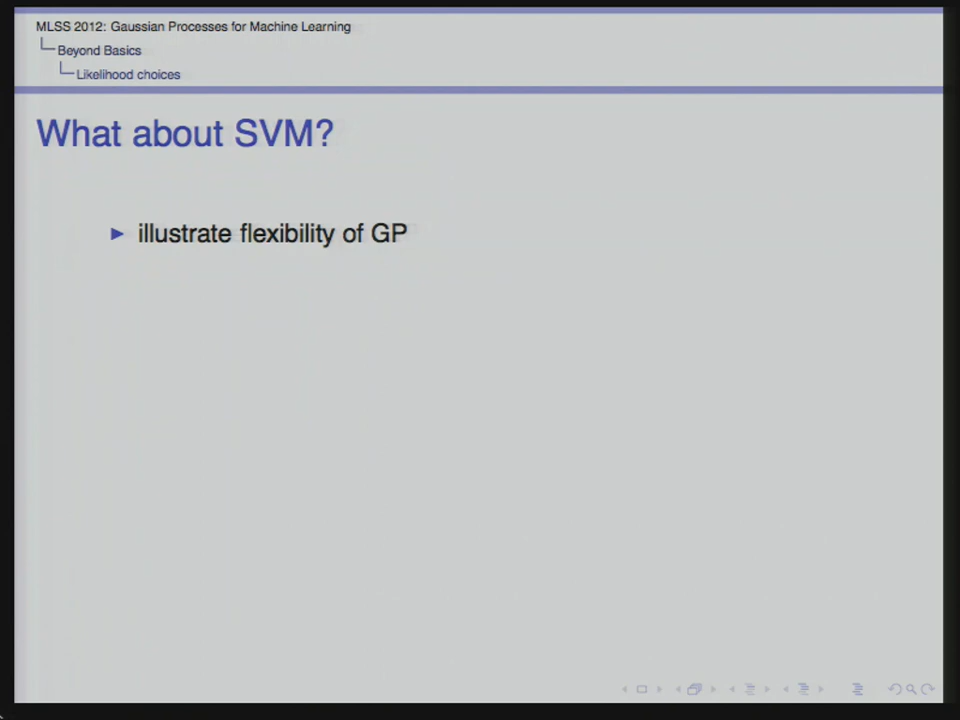 MLSS 2012: Gaussian Processes for Machine Learning
Beyond Basics
Likelihood choices
What about SVM?
illustrate flexibility of GP